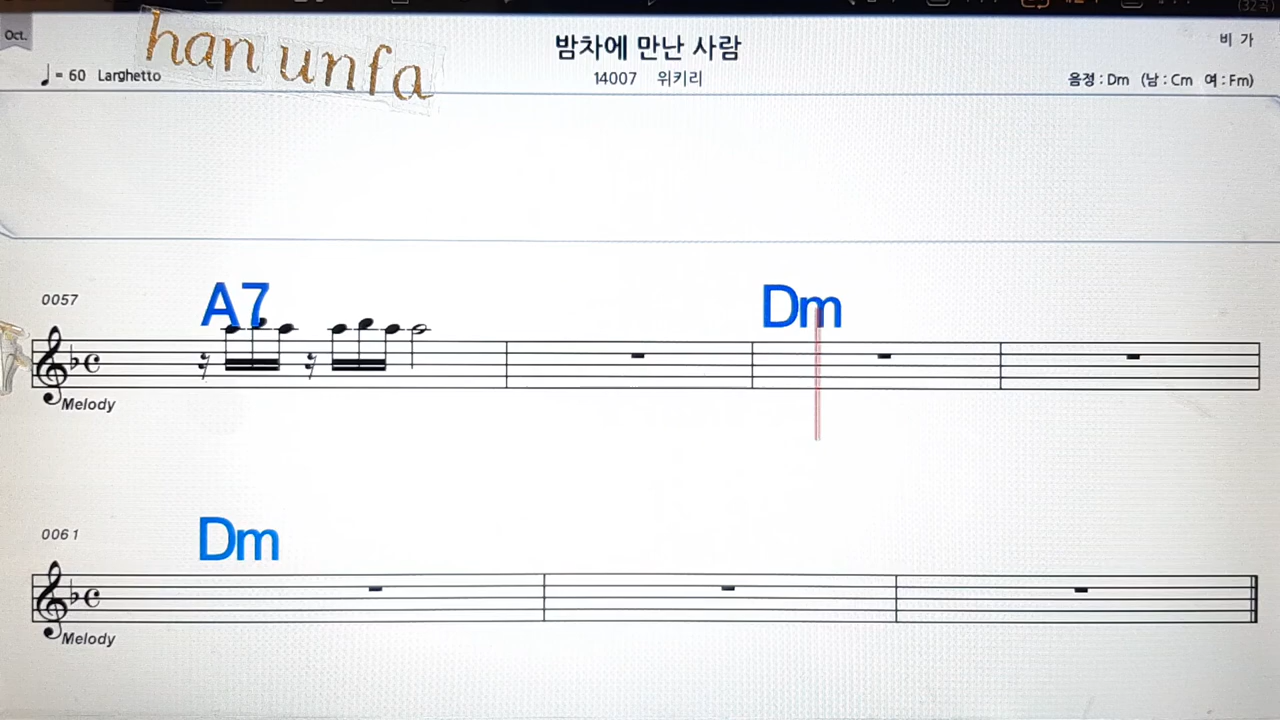 Oct.
han unfa
밤차에 만난 사람
비 가
♩= 60 Larghetto
14007 위키리
음정 : Dm (남 : Cm 여 : Fm)
0057
A7
Dm
Melody
0061
Dm
Melody